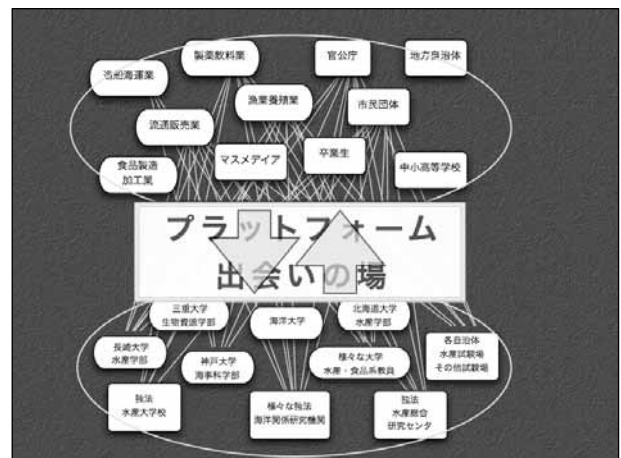 製薬飲料業
官公庁
地方自治体
造船海運業
漁業養殖業
市民団体
流通販売業
マスメデイア
卒業生
食品製造
加工業
中小高等学校
プラットフォーム
出会いの場
三重大学
生物資源学部
海洋大学
北海道大学
水産学部
長崎大学
水産学部
神戸大学
海事科学部
様々な大学
水産・食品系教員
各自治体
水産試験場
その他試験場
独法
水産大学校
様々な独法
海洋関係研究機関
独法
水産総合
研究センタ